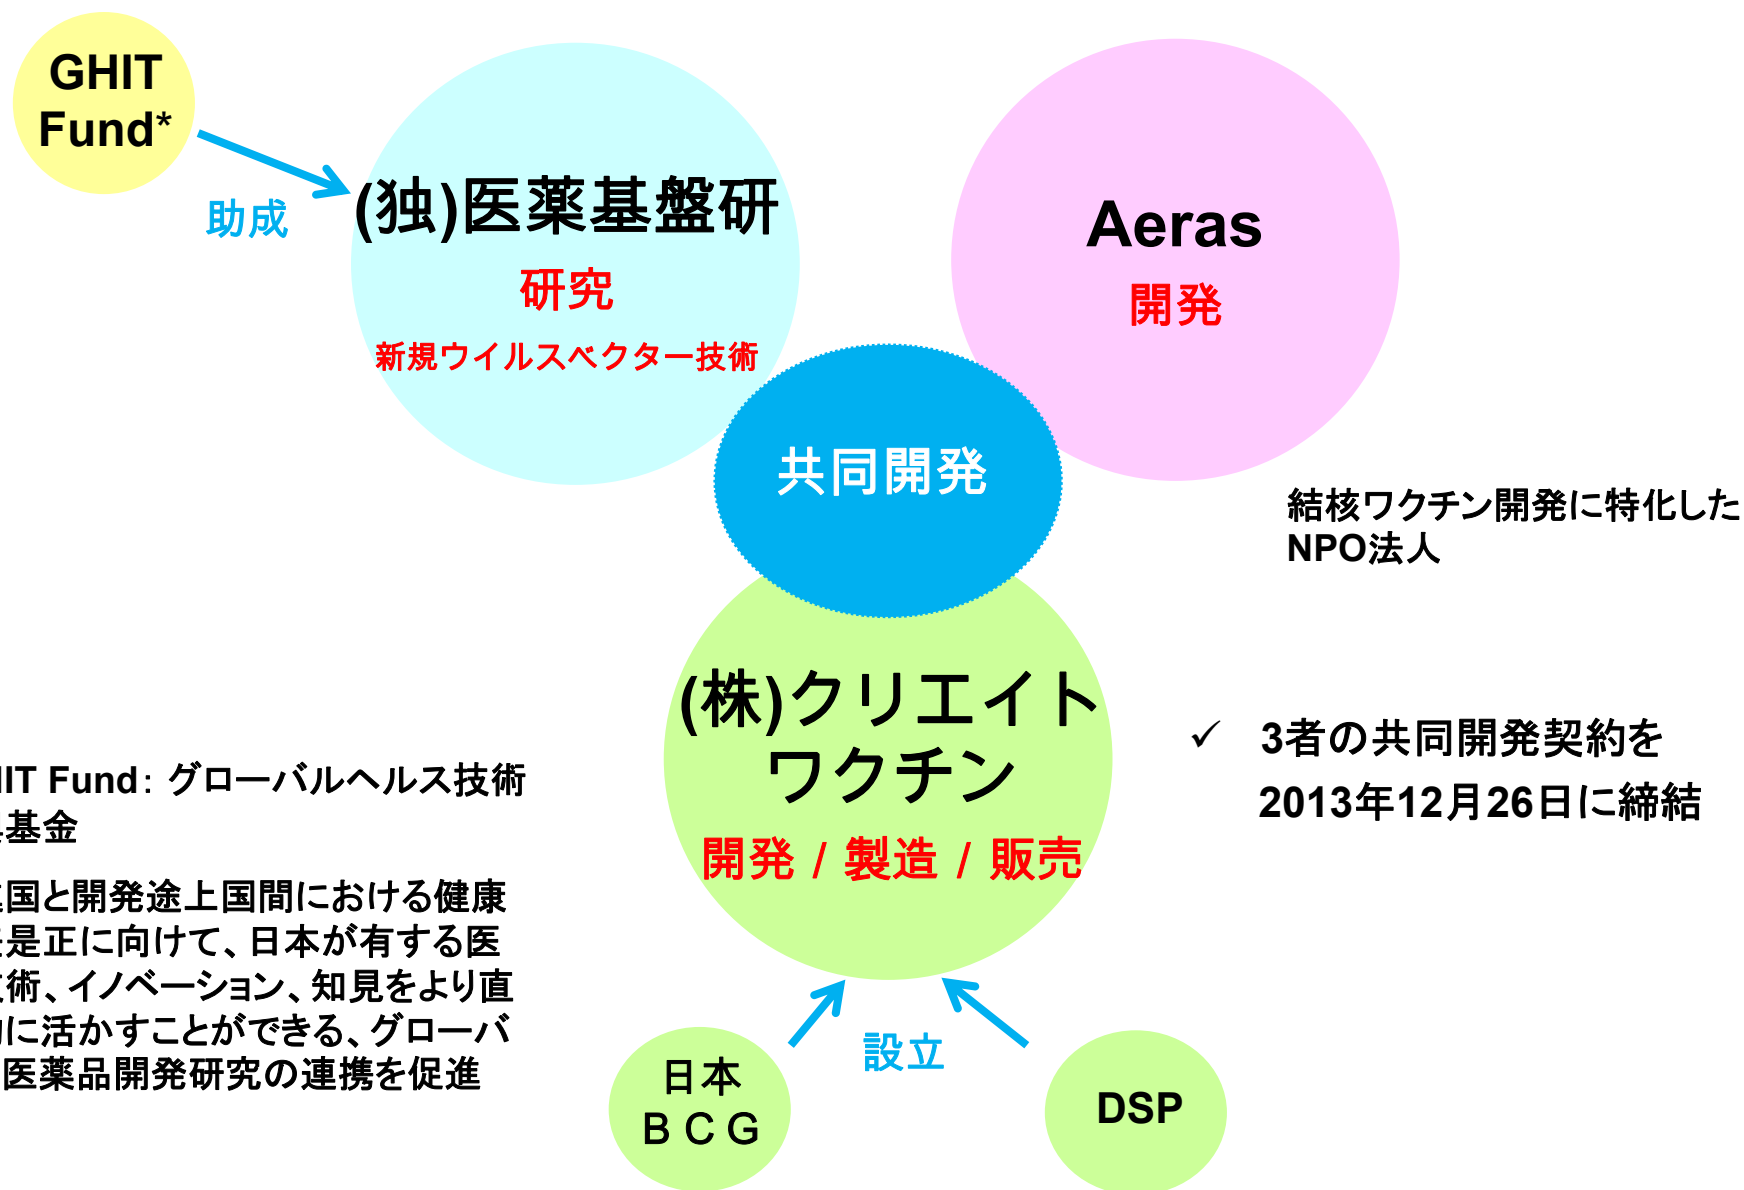 GHIT
Fund*
助成
(独)医薬基盤研
研究
新規ウイルスベクター技術
Aeras
開発
共同開発
結核ワクチン開発に特化した
NPO法人
(株)クリエイト
ワクチン
開発 / 製造 / 販売
✓ 3者の共同開発契約を
2013年12月26日に締結
IIT Fund: グローバルヘルス技術
基金
国と開発途上国間における健康
是正に向けて、日本が有する医
術、イノベーション、知見をより直
に活かすことができる、グローバ
医薬品開発研究の連携を促進
設立
日本
ＢＣＧ
DSP